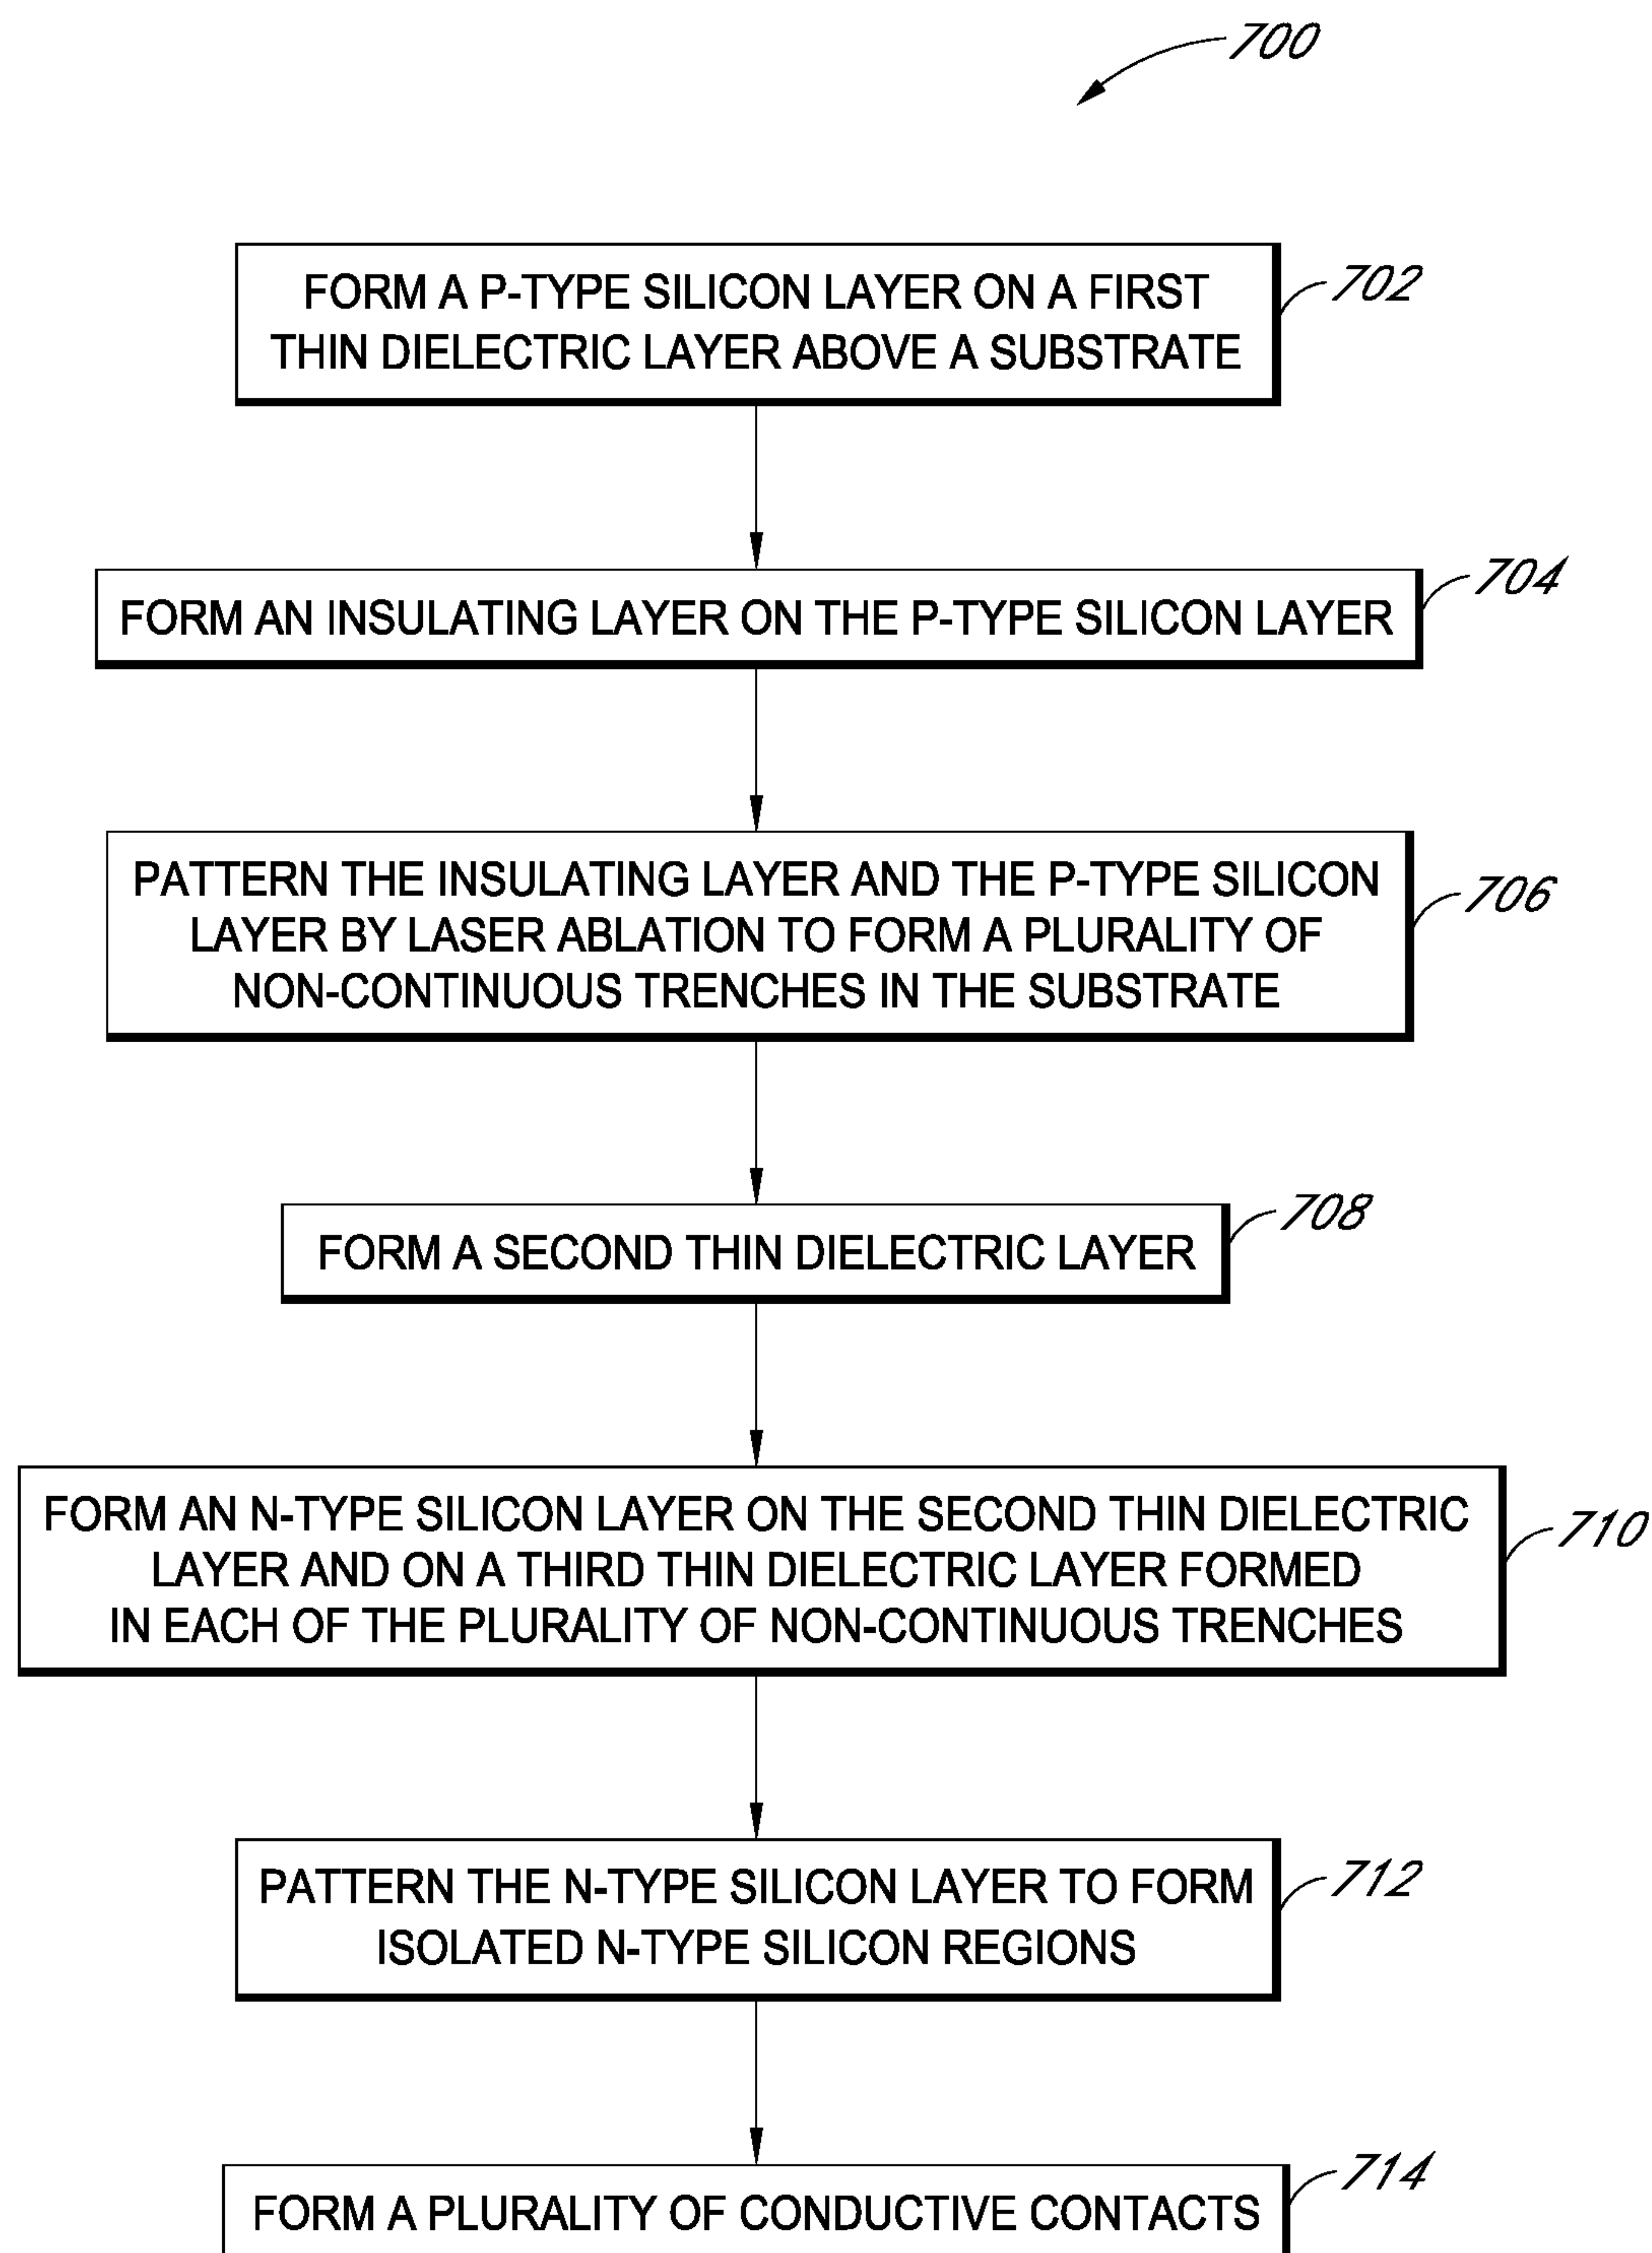 700
FORM A P-TYPE SILICON LAYER ON A FIRST
THIN DIELECTRIC LAYER ABOVE A SUBSTRATE
702
FORM AN INSULATING LAYER ON THE P-TYPE SILICON LAYER
704
PATTERN THE INSULATING LAYER AND THE P-TYPE SILICON
LAYER BY LASER ABLATION TO FORM A PLURALITY OF
NON-CONTINUOUS TRENCHES IN THE SUBSTRATE
706
FORM A SECOND THIN DIELECTRIC LAYER
708
FORM AN N-TYPE SILICON LAYER ON THE SECOND THIN DIELECTRIC
LAYER AND ON A THIRD THIN DIELECTRIC LAYER FORMED
IN EACH OF THE PLURALITY OF NON-CONTINUOUS TRENCHES
710
PATTERN THE N-TYPE SILICON LAYER TO FORM
ISOLATED N-TYPE SILICON REGIONS
712
FORM A PLURALITY OF CONDUCTIVE CONTACTS
714